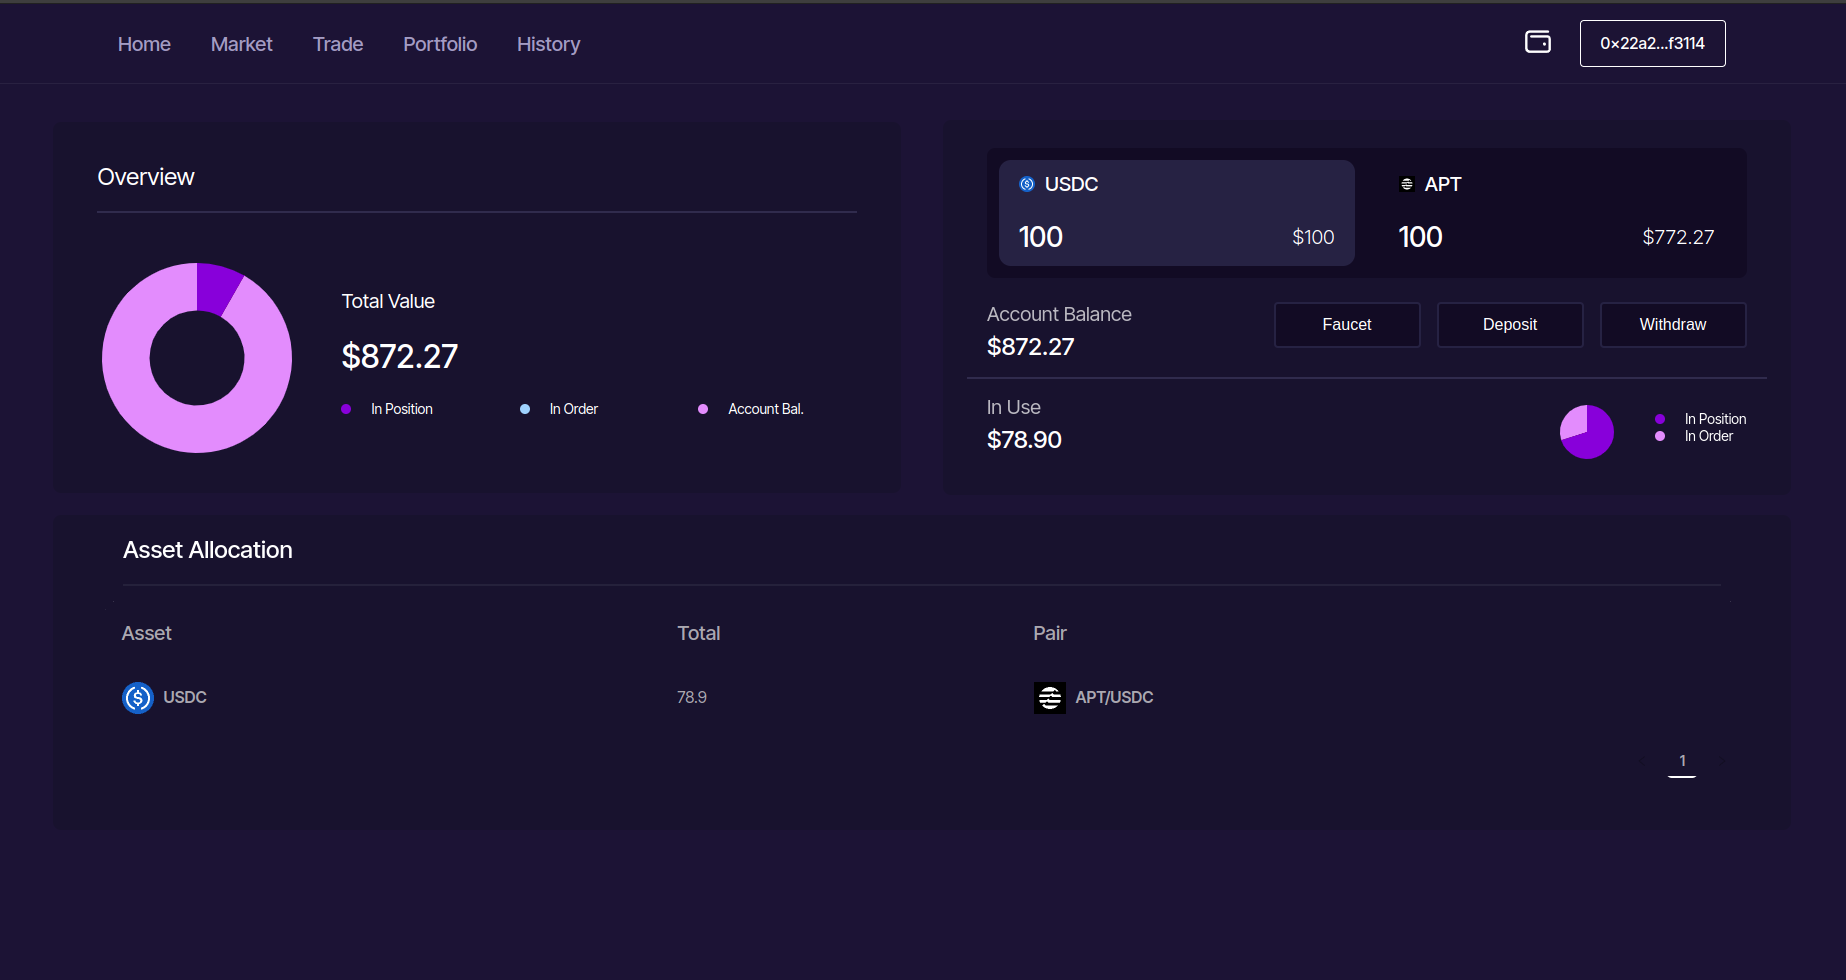 Home Market Trade Portfolio History
0x22a2...f3114
Overview
Total Value
$872.27
In Position In Order Account Bal.
USDC
100 $100
APT
100 $772.27
Account Balance
$872.27
Faucet Deposit Withdraw
In Use
$78.90
In Position
In Order
Asset Allocation
Asset Total Pair
USDC 78.9 APT/USDC
1